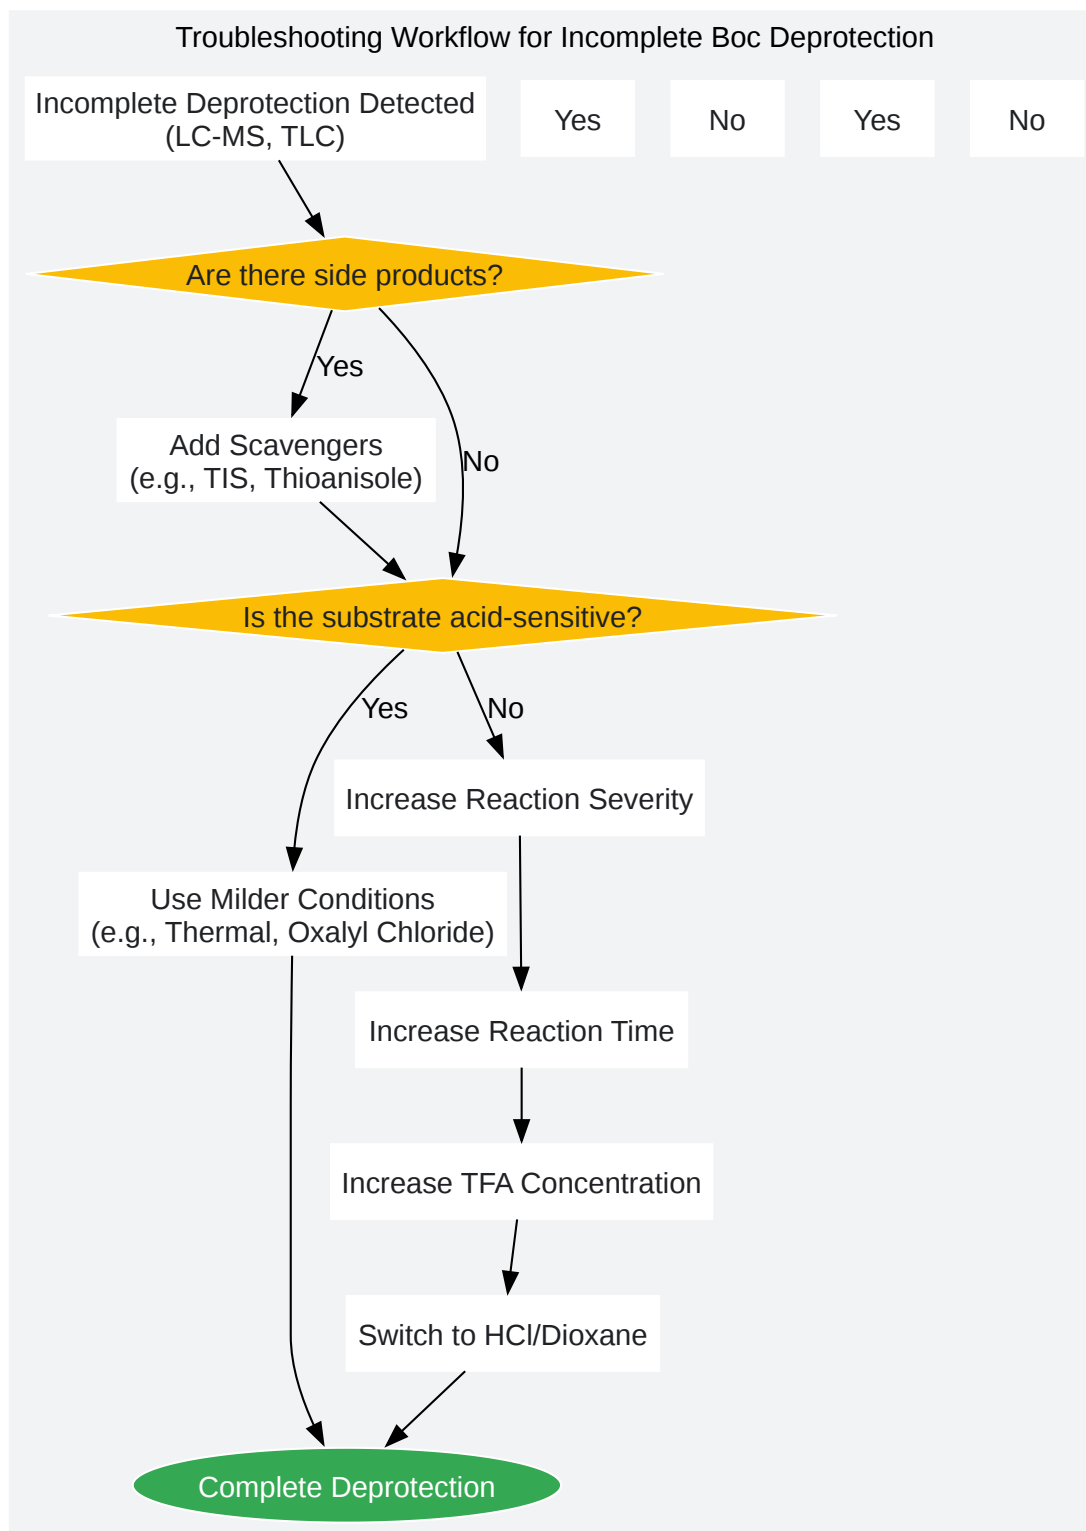 Troubleshooting Workflow for Incomplete Boc Deprotection
Incomplete Deprotection Detected
(LC-MS, TLC)
Yes
No
Yes
No
Are there side products?
Yes
Add Scavengers
(e.g., TIS, Thioanisole)
No
Is the substrate acid-sensitive?
Yes
No
Increase Reaction Severity
Use Milder Conditions
(e.g., Thermal, Oxalyl Chloride)
Increase Reaction Time
Increase TFA Concentration
Switch to HCl/Dioxane
Complete Deprotection